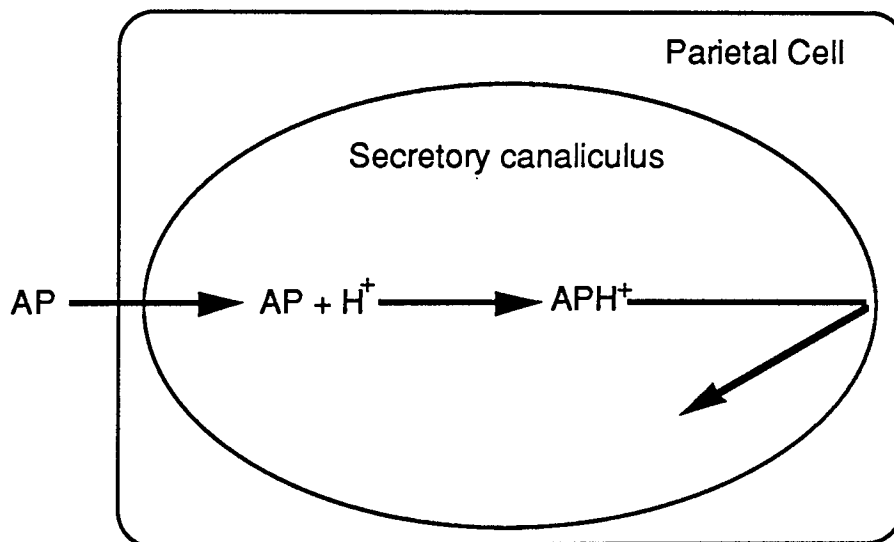 Parietal Cell
Secretory canaliculus
AP
AP + H⁺
APH⁺